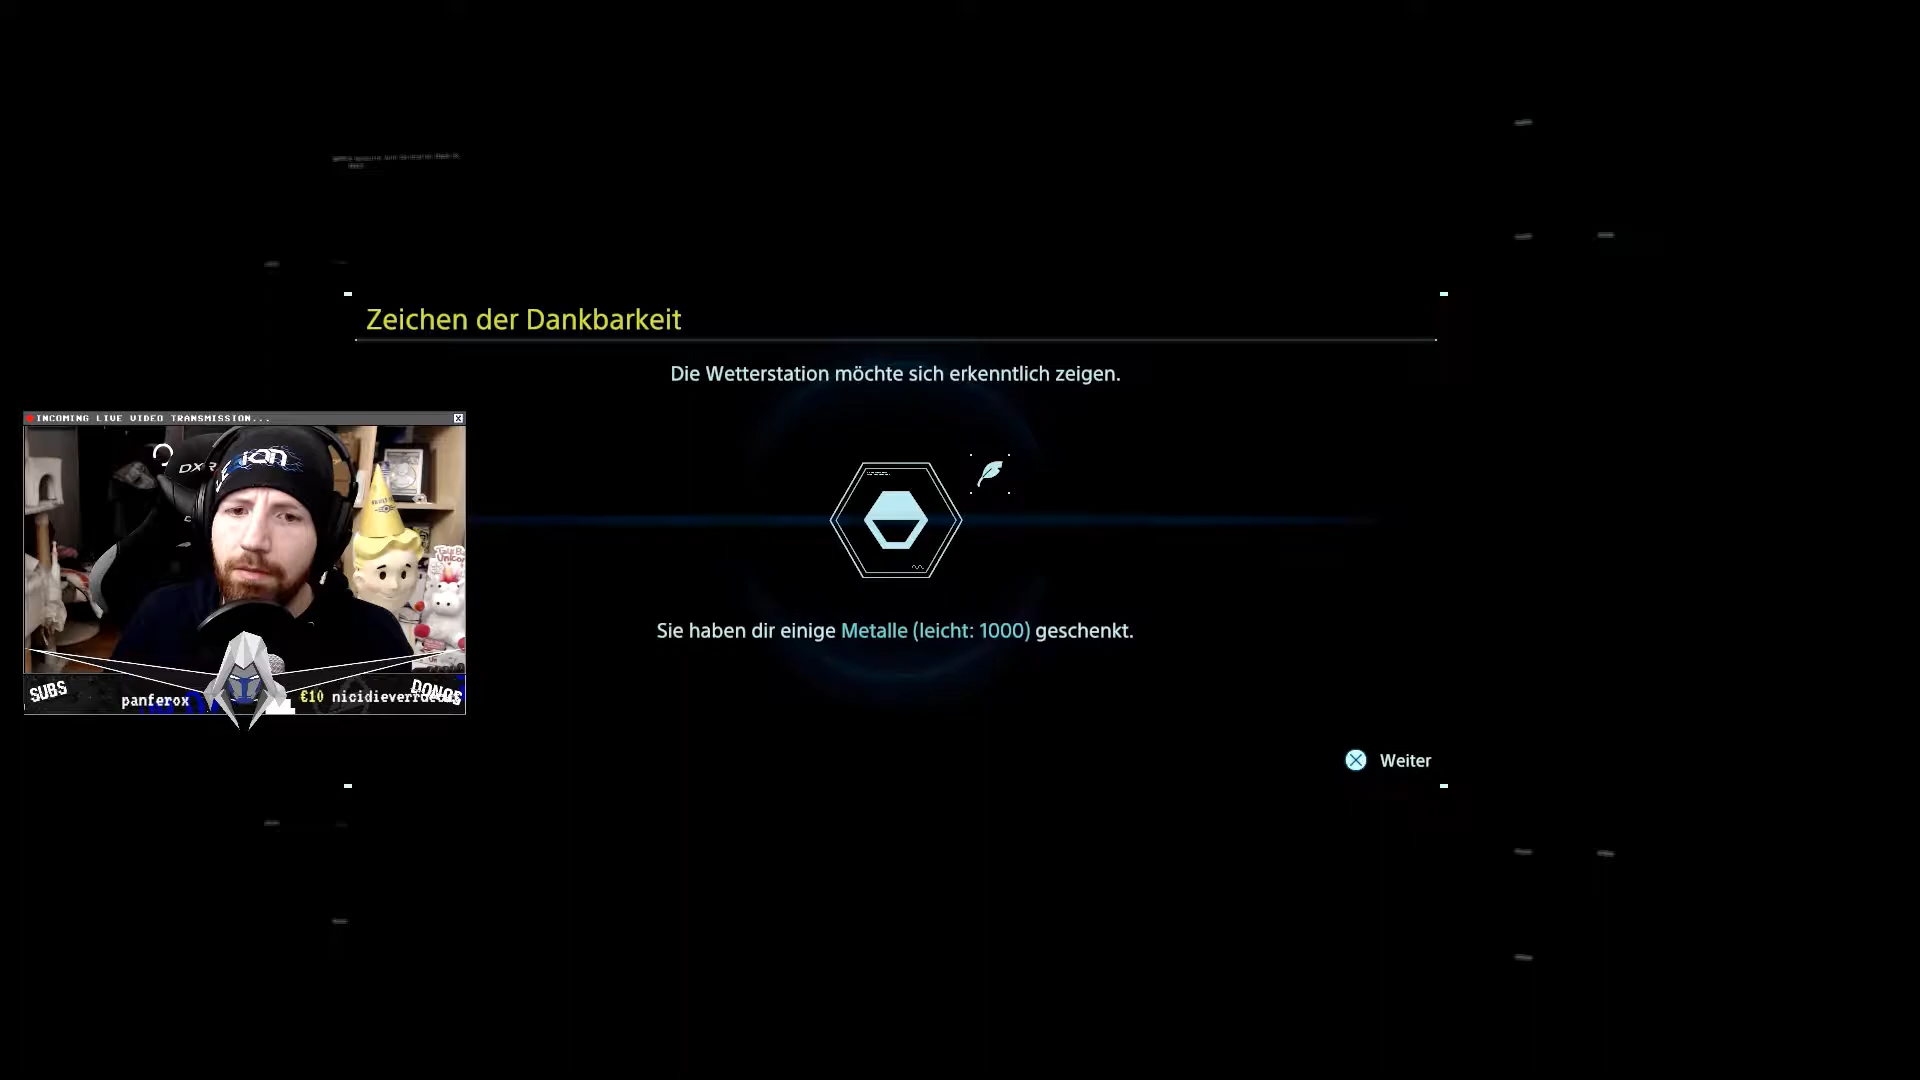 Zeichen der Dankbarkeit
Die Wetterstation möchte sich erkenntlich zeigen.
INCOMING LIVE VIDEO TRANSMISSION...
DX
Sie haben dir einige Metalle (leicht: 1000) geschenkt.
SUBS
panferox
€10
DONOS
Weiter